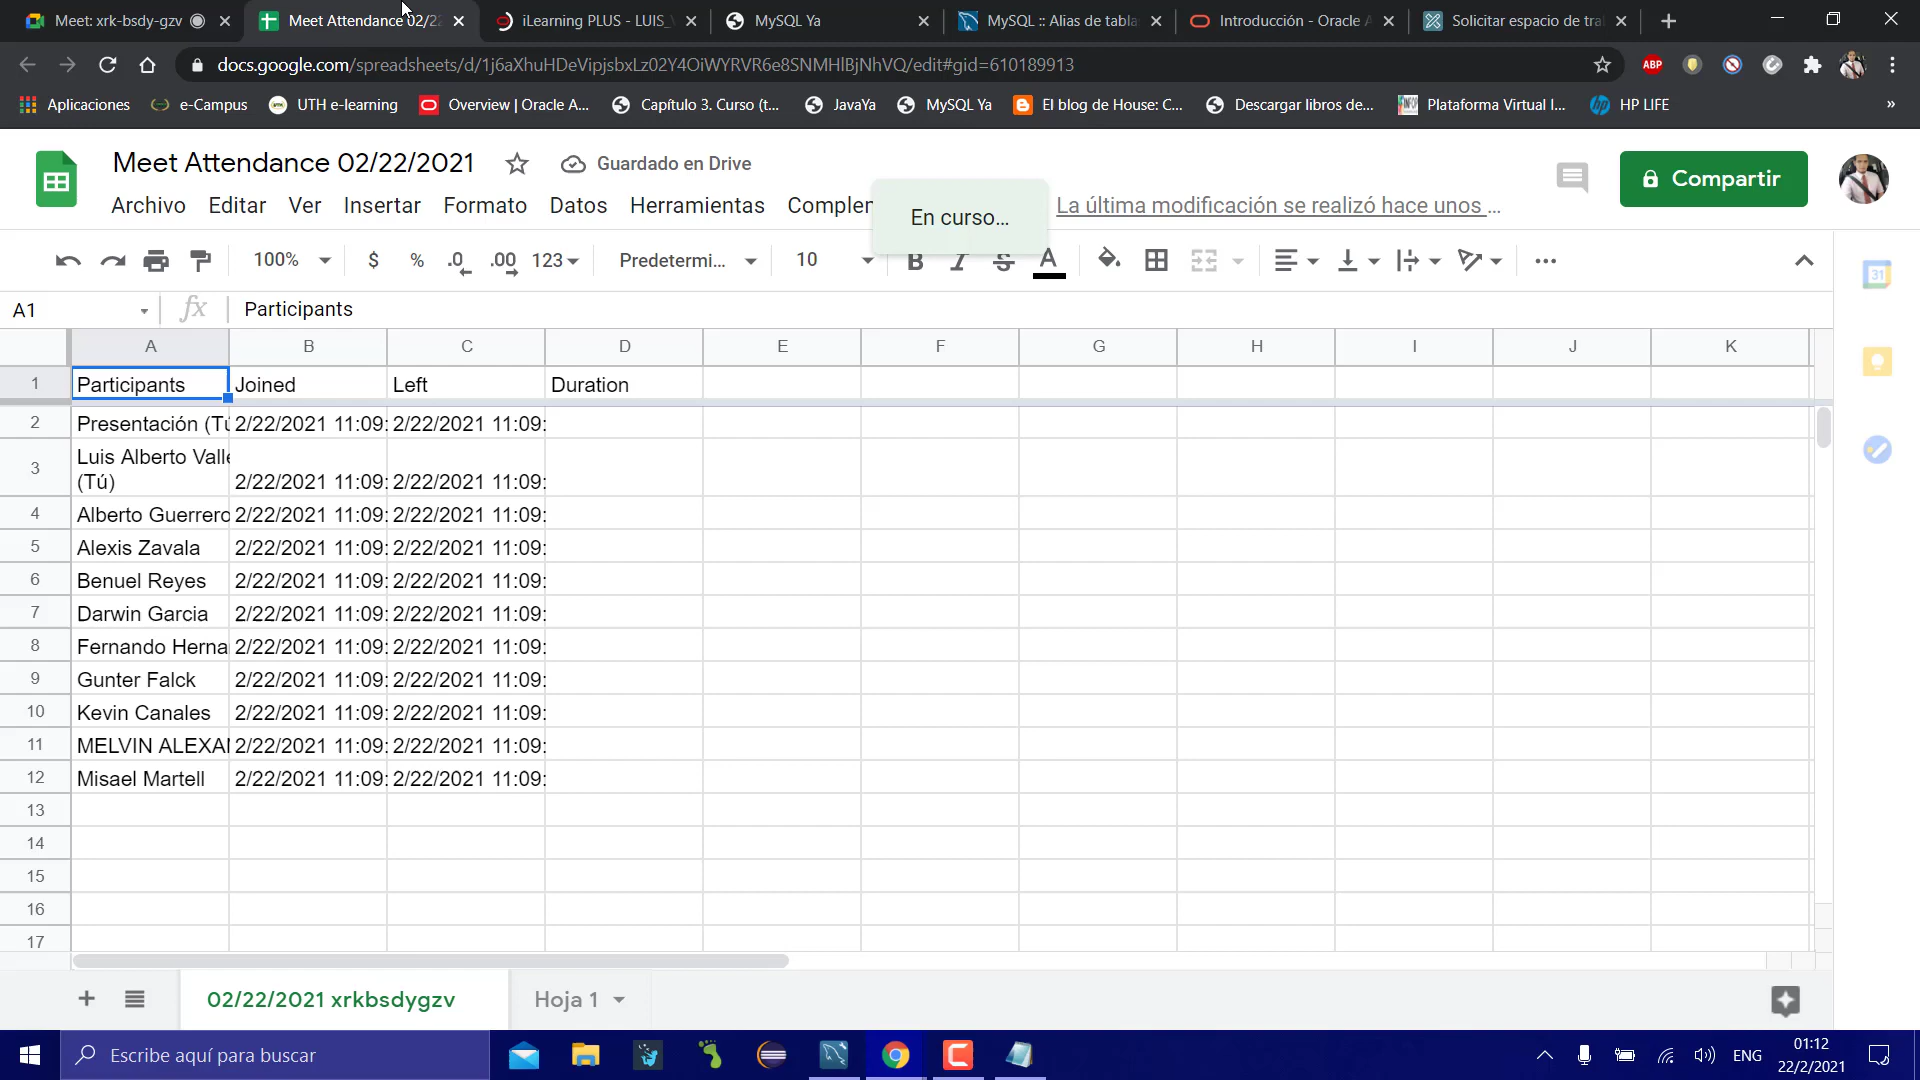 Meet: xrk-bsdy-gzv
Meet Attendance 02/22
iLearning PLUS - LUIS_
MySQL Ya
MySQL :: Alias de tabla
Introducción - Oracle A
Solicitar espacio de tra
docs.google.com/spreadsheets/d/1j6aXhuHDeVipjsbxLz02Y4OiWYRVR6e8SNMHlBjNhVQ/edit#gid=610189913
ABP
Aplicaciones
e-Campus
UTH e-learning
Overview | Oracle A...
Capítulo 3. Curso (t...
JavaYa
MySQL Ya
El blog de House: C...
Descargar libros de...
Plataforma Virtual I...
HP LIFE
»
Meet Attendance 02/22/2021
Guardado en Drive
Compartir
Archivo Editar Ver Insertar Formato Datos Herramientas Complem
En curso...
La última modificación se realizó hace unos ...
100% $ % .0 .00 123 Predetermi... 10 B I S A
31
A1 fx Participants
A B C D E F G H I J K
1 Participants Joined Left Duration
2 Presentación (Tú 2/22/2021 11:09: 2/22/2021 11:09:
3 Luis Alberto Valle
(Tú) 2/22/2021 11:09: 2/22/2021 11:09:
4 Alberto Guerrero 2/22/2021 11:09: 2/22/2021 11:09:
5 Alexis Zavala 2/22/2021 11:09: 2/22/2021 11:09:
6 Benuel Reyes 2/22/2021 11:09: 2/22/2021 11:09:
7 Darwin Garcia 2/22/2021 11:09: 2/22/2021 11:09:
8 Fernando Herna 2/22/2021 11:09: 2/22/2021 11:09:
9 Gunter Falck 2/22/2021 11:09: 2/22/2021 11:09:
10 Kevin Canales 2/22/2021 11:09: 2/22/2021 11:09:
11 MELVIN ALEXAN 2/22/2021 11:09: 2/22/2021 11:09:
12 Misael Martell 2/22/2021 11:09: 2/22/2021 11:09:
13
14
15
16
17
02/22/2021 xrkbsdygzv
Hoja 1
Escribe aquí para buscar
ENG
01:12
22/2/2021